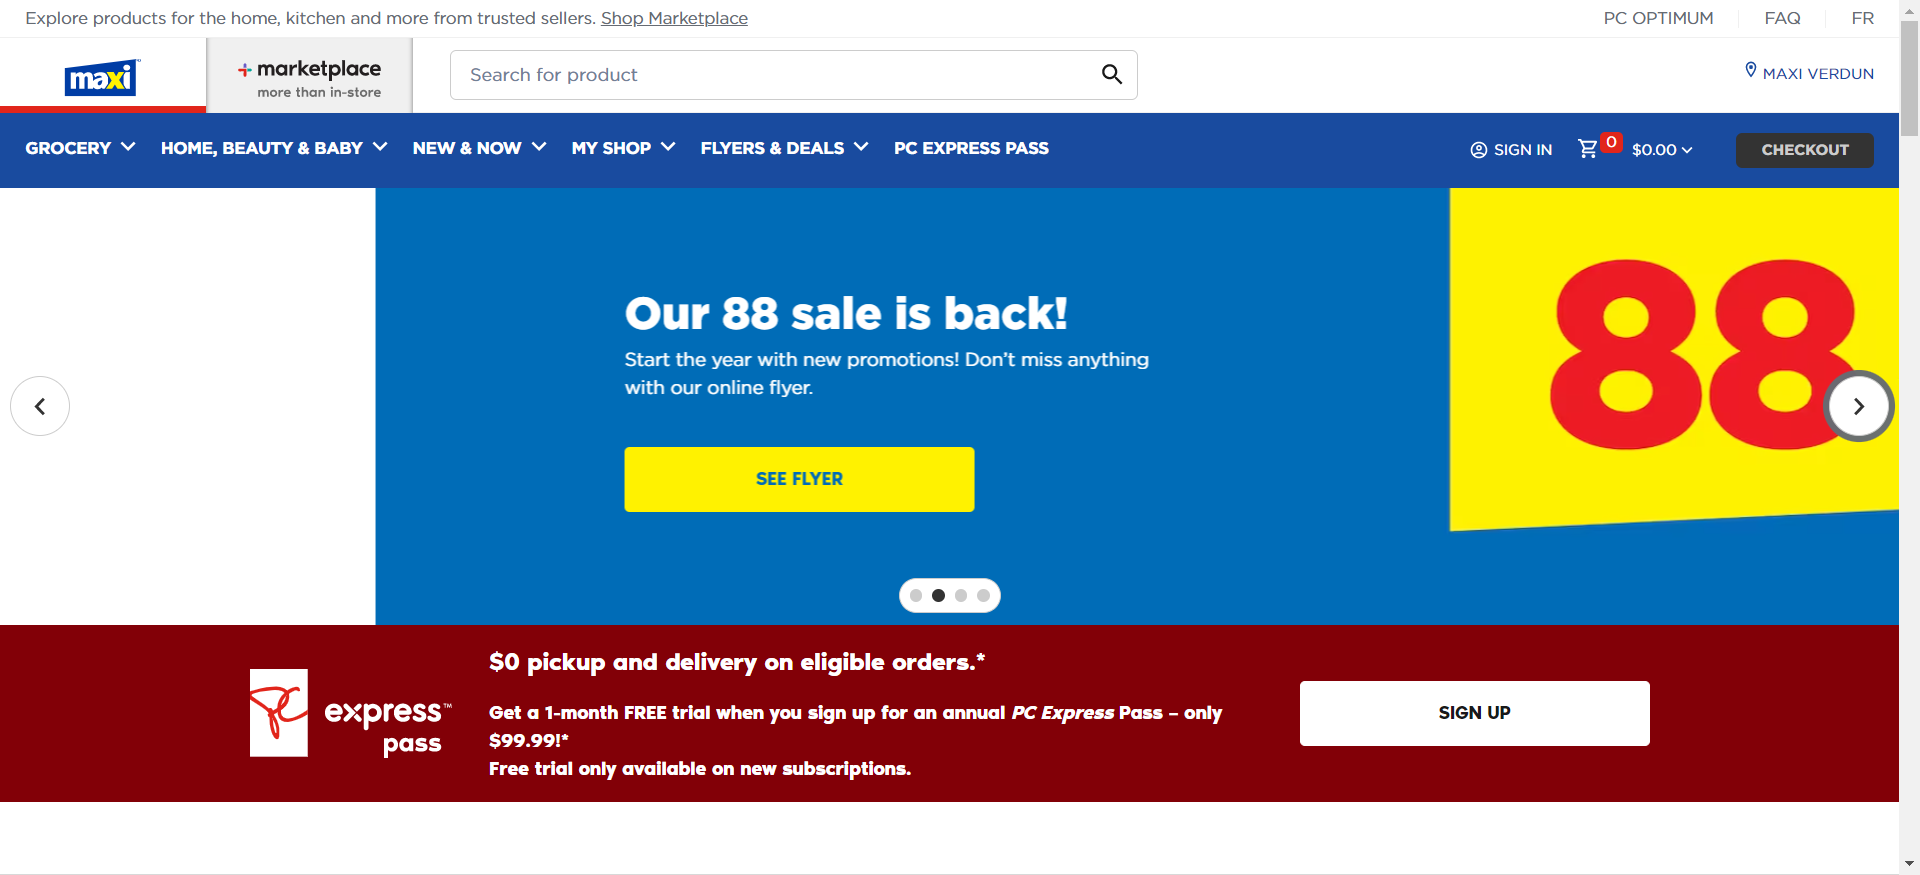 Explore products for the home, kitchen and more from trusted sellers. Shop Marketplace
PC OPTIMUM
FAQ
FR
maxi
marketplace
more than in-store
Search for product
MAXI VERDUN
GROCERY
HOME, BEAUTY & BABY
NEW & NOW
MY SHOP
FLYERS & DEALS
PC EXPRESS PASS
SIGN IN
0
$0.00
CHECKOUT
Our 88 sale is back!
Start the year with new promotions! Don't miss anything
with our online flyer.
SEE FLYER
88
PC express™
pass
$0 pickup and delivery on eligible orders.*
Get a 1-month FREE trial when you sign up for an annual PC Express Pass – only
$99.99!*
Free trial only available on new subscriptions.
SIGN UP